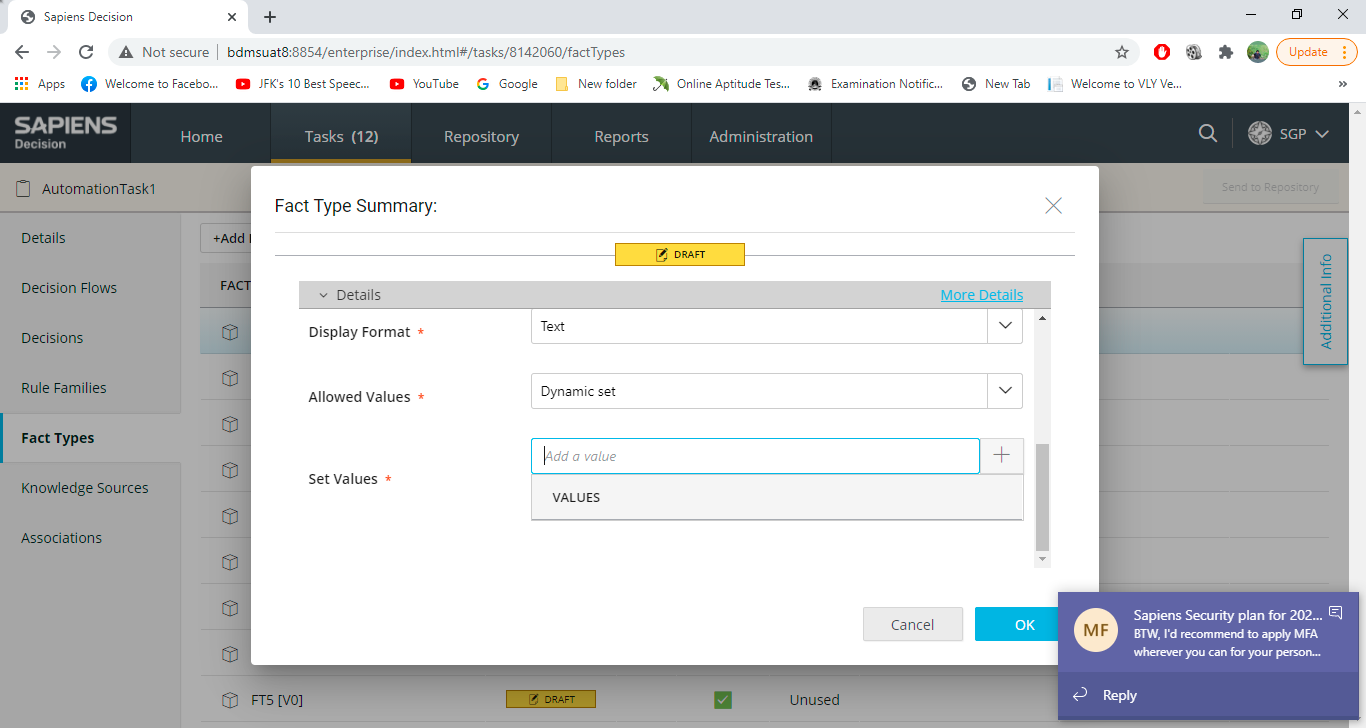 Sapiens Decision
Not secure
bdmsuat8:8854/enterprise/index.html#/tasks/8142060/factTypes
Update
Apps
Welcome to Facebo...
JFK's 10 Best Speec...
YouTube
Google
New folder
Online Aptitude Tes...
Examination Notific...
New Tab
Welcome to VLY Ve...
»
SAPIENS
Decision
Home
Tasks (12)
Repository
Reports
Administration
SGP
AutomationTask1
Send to Repository
Details
Decision Flows
Decisions
Rule Families
Fact Types
Knowledge Sources
Associations
+Add
FACT
Additional Info
Fact Type Summary:
DRAFT
Details
More Details
Display Format *
Text
Allowed Values *
Dynamic set
Set Values *
Add a value
VALUES
Cancel
OK
FT5 [V0]
DRAFT
Unused
MF
Sapiens Security plan for 202...
BTW, I'd recommend to apply MFA
wherever you can for your person...
Reply